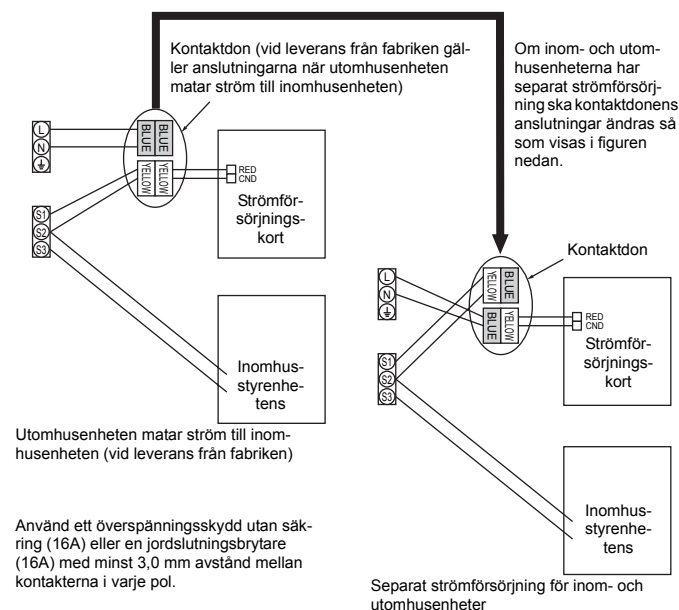 Kontaktdon (vid leverans från fabriken gäl-
ler anslutningarna när utomhusenheten
matar ström till inomhusenheten)
L
N
BLUE
BLUE
YELLOW
YELLOW
RED
CND
Strömför-
sörjnings-
kort
S1
S2
S3
Inomhus-
styrenhe-
tens
Utomhusenheten matar ström till inom-
husenheten (vid leverans från fabriken)
Använd ett överspänningsskydd utan säk-
ring (16A) eller en jordslutningsbrytare
(16A) med minst 3,0 mm avstånd mellan
kontakterna i varje pol.
Om inom- och utom-
husenheterna har
separat strömförsörj-
ning ska kontaktdonens
anslutningar ändras så
som visas i figuren
nedan.
Kontaktdon
L
N
YELLOW
BLUE
BLUE
YELLOW
RED
CND
Strömför-
sörjnings-
kort
S1
S2
S3
Inomhus-
styrenhe-
tens
Separat strömförsörjning för inom- och
utomhusenheter